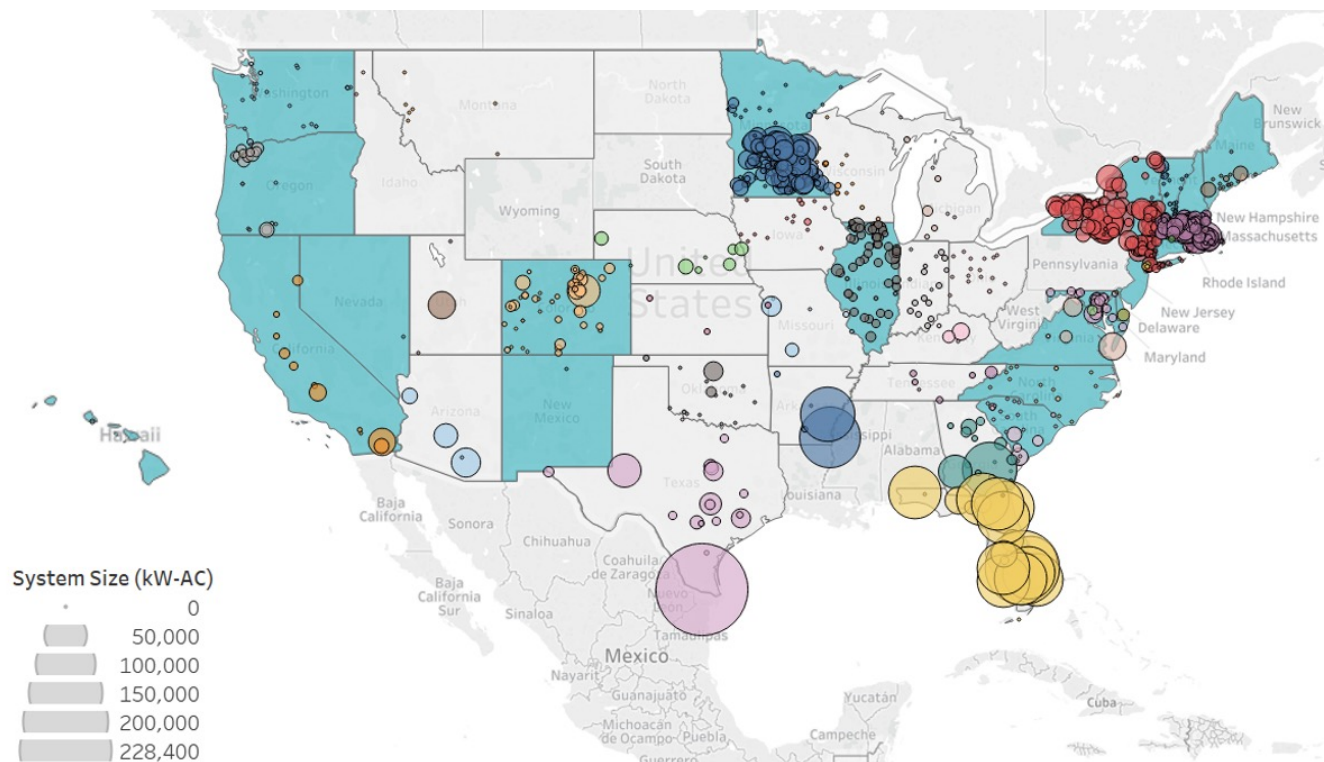 Washington
Montana
North
Dakota
Minnesota
New
Brunswick
Maine
Oregon
Idaho
South
Dakota
Wisconsin
Michigan
Wyoming
Iowa
New Hampshire
Massachusetts
Nevada
Utah
Colorado
United
States
Illinois
Indiana
Pennsylvania
Rhode Island
West
Virginia
Virginia
New Jersey
Delaware
Maryland
California
Missouri
Kentucky
Arizona
New
Mexico
Oklahoma
Tennessee
North
Carolina
Hawaii
Mississippi
Alabama
Texas
Louisiana
Baja
California
Sonora
Chihuahua
Coahuila
de Zaragoza
Baja
California
Sur
Sinaloa
Nuevo
León
Tamaulipas
Mexico
Nayarit
Guanajuato
Michoacán
de Ocampo
Puebla
Guerrero
Yucatán
Campeche
Cuba
System Size (kW-AC)
0
50,000
100,000
150,000
200,000
228,400